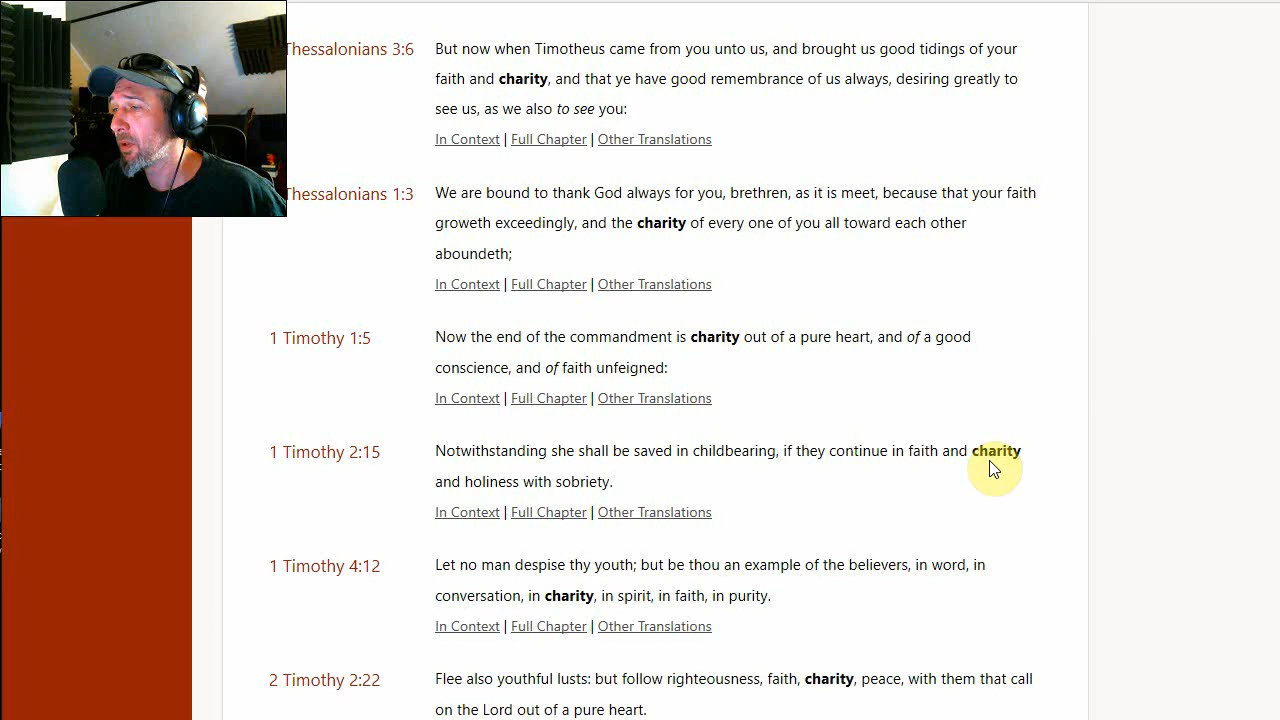 Thessalonians 3:6
But now when Timotheus came from you unto us, and brought us good tidings of your
faith and charity, and that ye have good remembrance of us always, desiring greatly to
see us, as we also to see you:
In Context | Full Chapter | Other Translations
Thessalonians 1:3
We are bound to thank God always for you, brethren, as it is meet, because that your faith
groweth exceedingly, and the charity of every one of you all toward each other
aboundeth;
In Context | Full Chapter | Other Translations
1 Timothy 1:5
Now the end of the commandment is charity out of a pure heart, and of a good
conscience, and of faith unfeigned:
In Context | Full Chapter | Other Translations
1 Timothy 2:15
Notwithstanding she shall be saved in childbearing, if they continue in faith and charity
and holiness with sobriety.
In Context | Full Chapter | Other Translations
1 Timothy 4:12
Let no man despise thy youth; but be thou an example of the believers, in word, in
conversation, in charity, in spirit, in faith, in purity.
In Context | Full Chapter | Other Translations
2 Timothy 2:22
Flee also youthful lusts: but follow righteousness, faith, charity, peace, with them that call
on the Lord out of a pure heart.